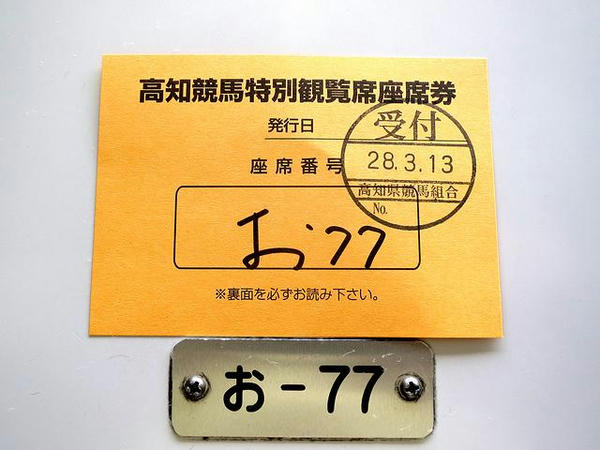 高知競馬特別観覧席座席券
発行日
受付
28.3.13
高知県競馬組合
No.
座席番号
お77
※裏面を必ずお読み下さい。
お-77